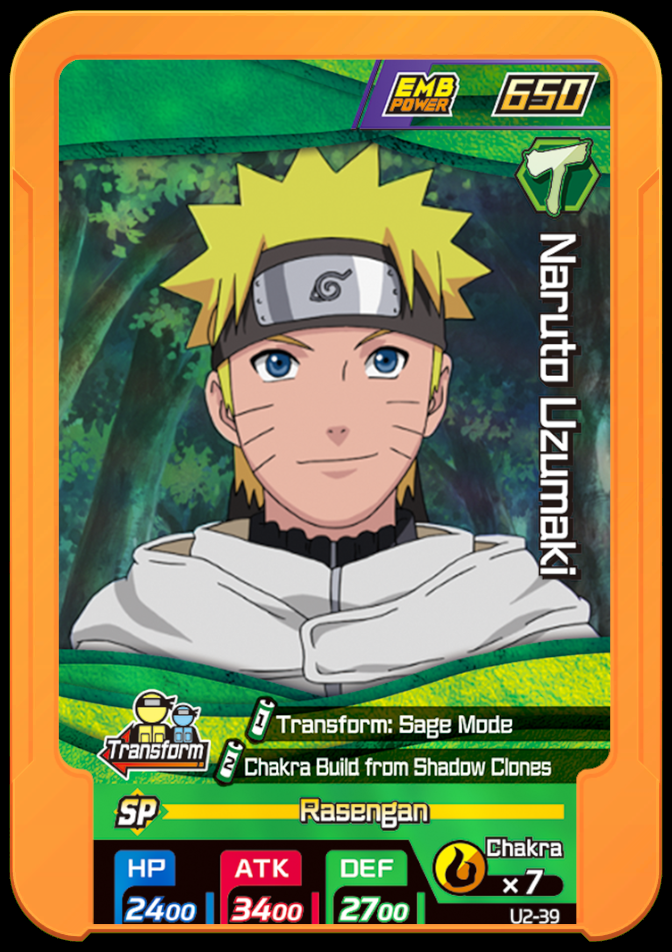 EMB
POWER
650
T
Naruto Uzumaki
Transform
1 Transform: Sage Mode
2 Chakra Build from Shadow Clones
SP Rasengan
HP
2400
ATK
3400
DEF
2700
Chakra
×7
U2-39